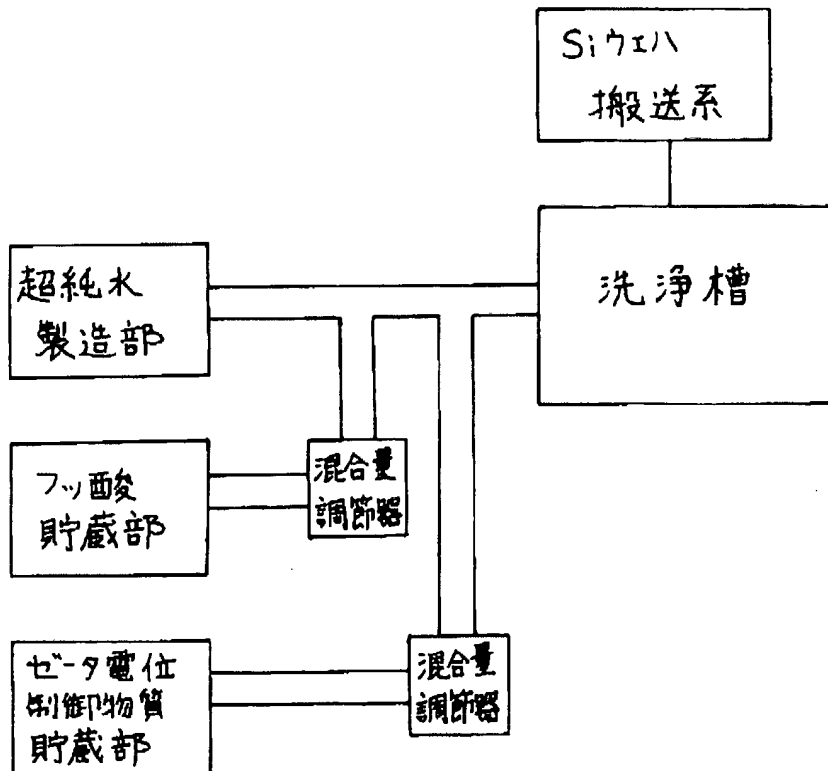 Siウエハ
搬送系
洗浄槽
超純水
製造部
フッ酸
貯蔵部
混合量
調節器
ゼータ電位
制御物質
貯蔵部
混合量
調節器